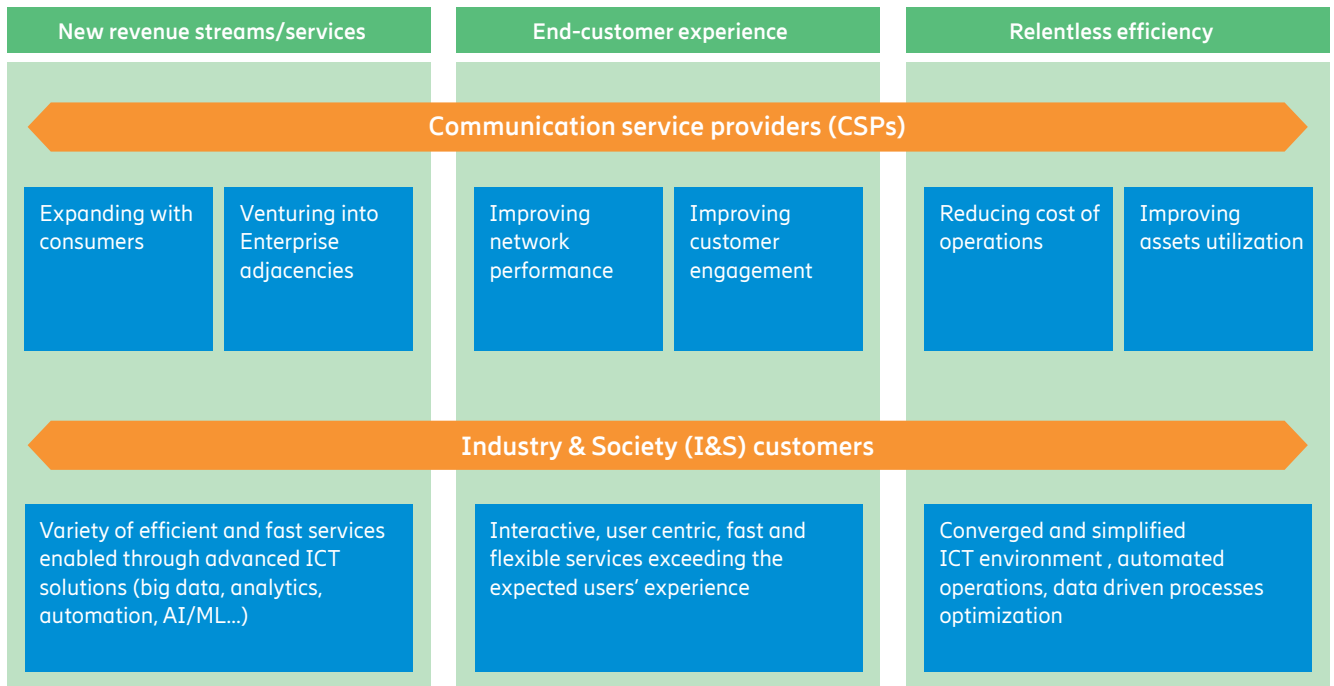 New revenue streams/services
End-customer experience
Relentless efficiency
Communication service providers (CSPs)
Expanding with
consumers
Venturing into
Enterprise
adjacencies
Improving
network
performance
Improving
customer
engagement
Reducing cost of
operations
Improving
assets utilization
Industry & Society (I&S) customers
Variety of efficient and fast services
enabled through advanced ICT
solutions (big data, analytics,
automation, AI/ML...)
Interactive, user centric, fast and
flexible services exceeding the
expected users’ experience
Converged and simplified
ICT environment , automated
operations, data driven processes
optimization